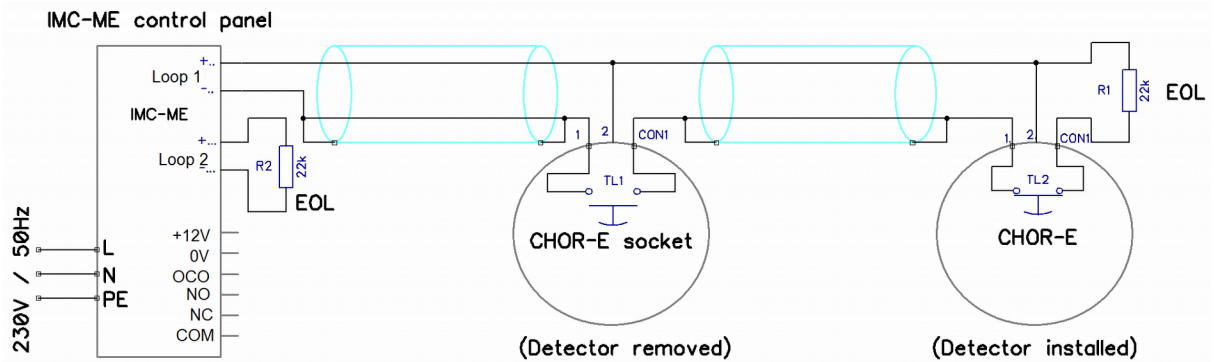 IMC-ME control panel
+..
Loop 1
-..
IMC-ME
+...
Loop 2
-...
R2
22k
EOL
+12V
0V
OCO
NO
NC
COM
230V / 50Hz
L
N
PE
1
2
CON1
TL1
CHOR-E socket
(Detector removed)
1.
2.
CON1
TL2
CHOR-E
(Detector installed)
R1
22k
EOL